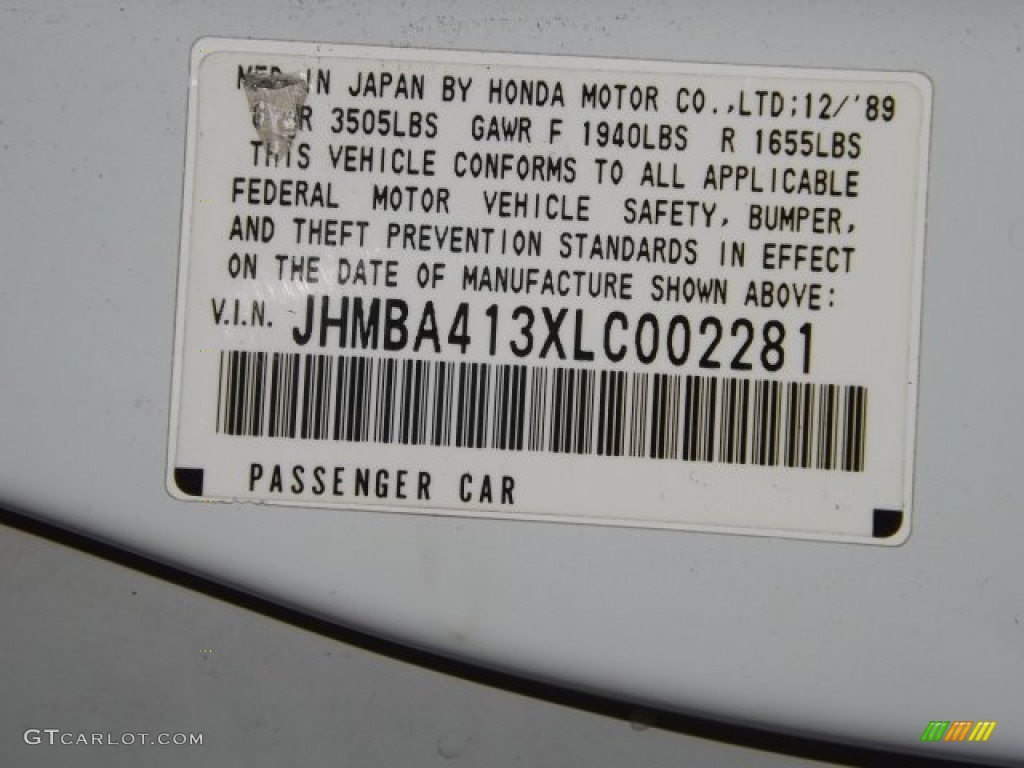 IN JAPAN BY HONDA MOTOR CO.,LTD;12/'89
3505LBS GAWR F 1940LBS R 1655LBS
THIS VEHICLE CONFORMS TO ALL APPLICABLE
FEDERAL MOTOR VEHICLE SAFETY, BUMPER,
AND THEFT PREVENTION STANDARDS IN EFFECT
ON THE DATE OF MANUFACTURE SHOWN ABOVE:
V.I.N. JHMBA413XLC002281
PASSENGER CAR
GTCARLOT.COM